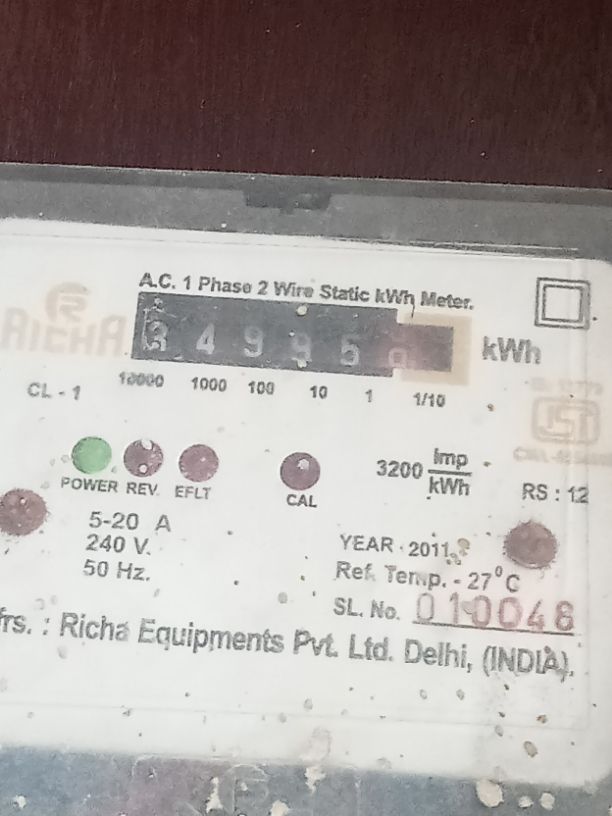 A.C. 1 Phase 2 Wire Static kWh Meter.
RICHA
34995
kWh
CL - 1
10000 1000 100 10 1 1/10
3200 Imp
kWh
POWER REV. EFLT
CAL
RS : 12
5-20 A
240 V.
50 Hz.
YEAR . 2011
Ref. Temp. - 27°C
SL. No. 010048
frs. : Richa Equipments Pvt. Ltd. Delhi, (INDIA).